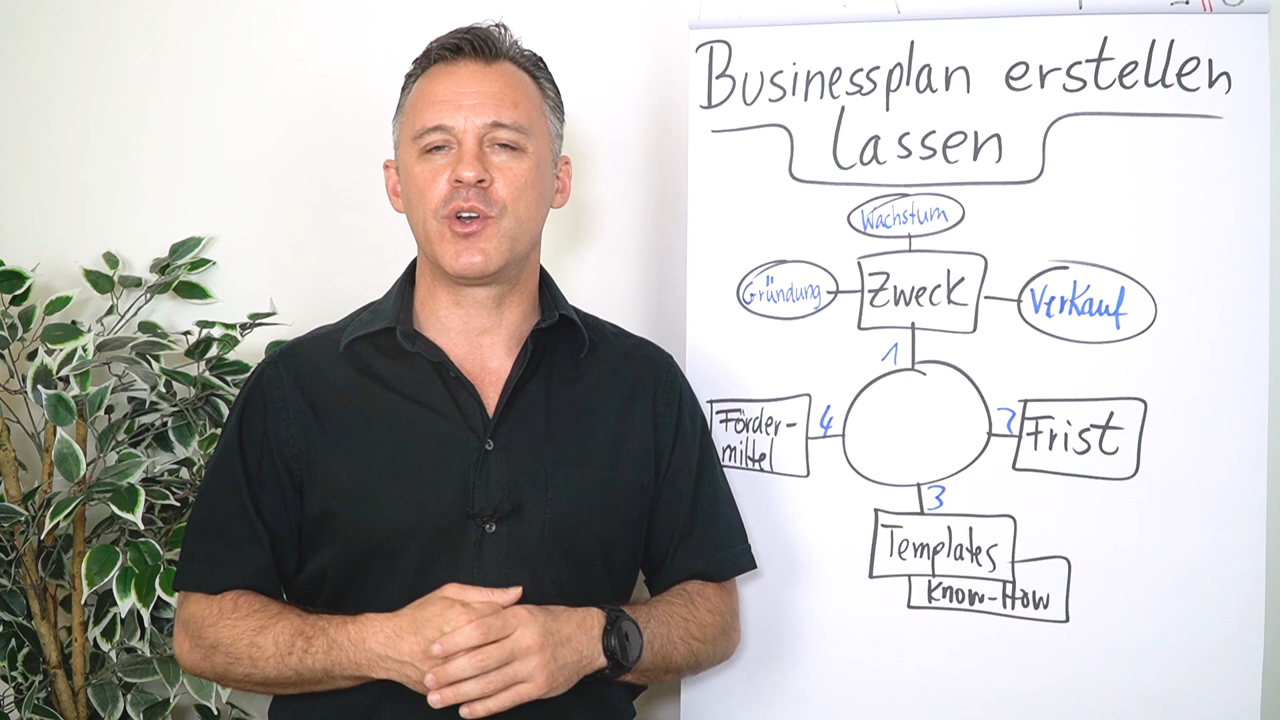 Businessplan erstellen
lassen
Wachstum
Gründung
Zweck
Verkauf
1
Förder-
mittel
4
2
Frist
3
Templates
Know-How